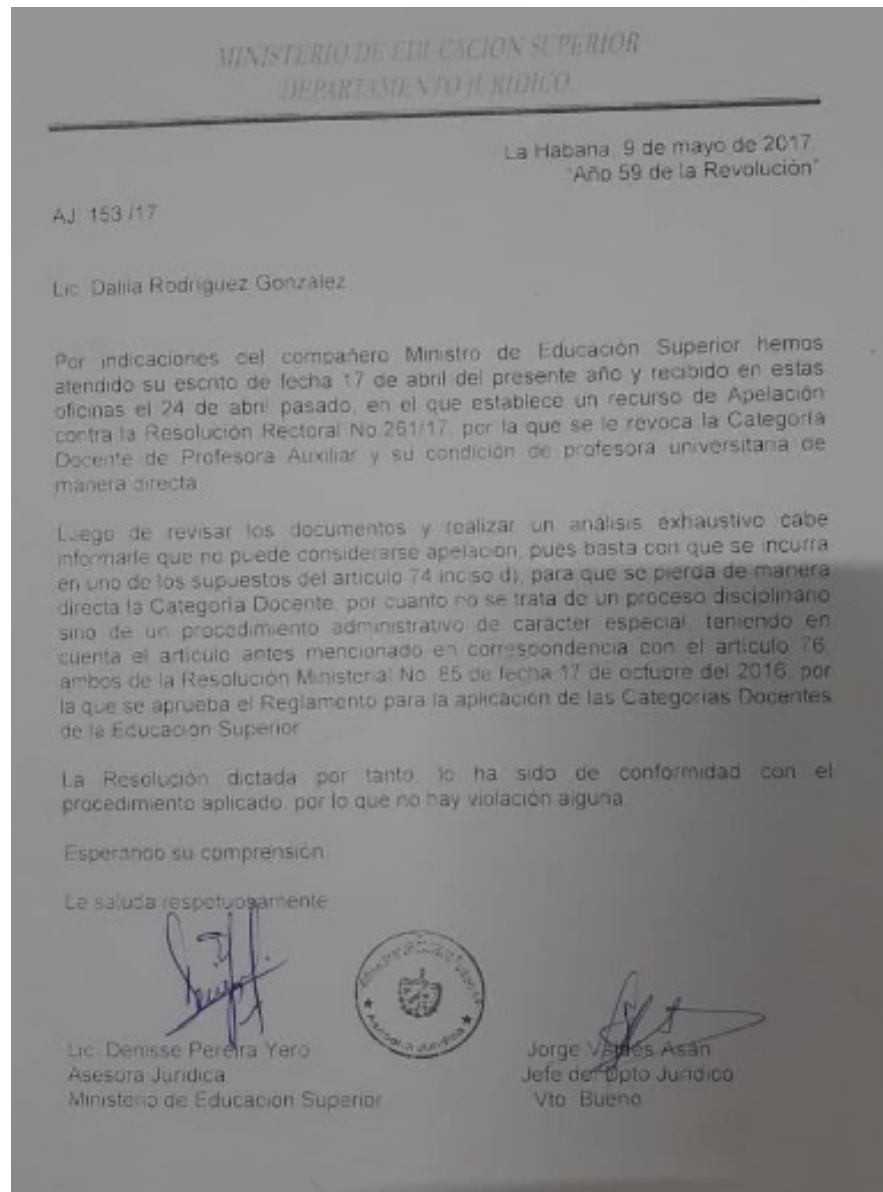 MINISTERIO DE EDUCACION SUPERIOR
DEPARTAMENTO JURIDICO.
La Habana, 9 de mayo de 2017.
"Año 59 de la Revolución"
AJ. 153 /17
Lic. Dalila Rodríguez González
Por indicaciones del compañero Ministro de Educación Superior hemos
atendido su escrito de fecha 17 de abril del presente año y recibido en estas
oficinas el 24 de abril pasado, en el que establece un recurso de Apelación
contra la Resolución Rectoral No.261/17, por la que se le revoca la Categoría
Docente de Profesora Auxiliar y su condición de profesora universitaria de
manera directa.
Luego de revisar los documentos y realizar un análisis exhaustivo cabe
informarle que no puede considerarse apelación, pues basta con que se incurra
en uno de los supuestos del artículo 74 inciso d), para que se pierda de manera
directa la Categoría Docente, por cuanto no se trata de un proceso disciplinario
sino de un procedimiento administrativo de carácter especial, teniendo en
cuenta el artículo antes mencionado en correspondencia con el artículo 76,
ambos de la Resolución Ministerial No. 85 de fecha 17 de octubre del 2016, por
la que se aprueba el Reglamento para la aplicación de las Categorías Docentes
de la Educación Superior.
La Resolución dictada por tanto, lo ha sido de conformidad con el
procedimiento aplicado, por lo que no hay violación alguna.
Esperando su comprensión
Le saluda respetuosamente
Asesoría Jurídica
Lic. Denisse Pereira Yero
Jorge Valdés Asán
Asesora Jurídica
Jefe del Dpto Jurídico
Ministerio de Educación Superior
Vto. Bueno